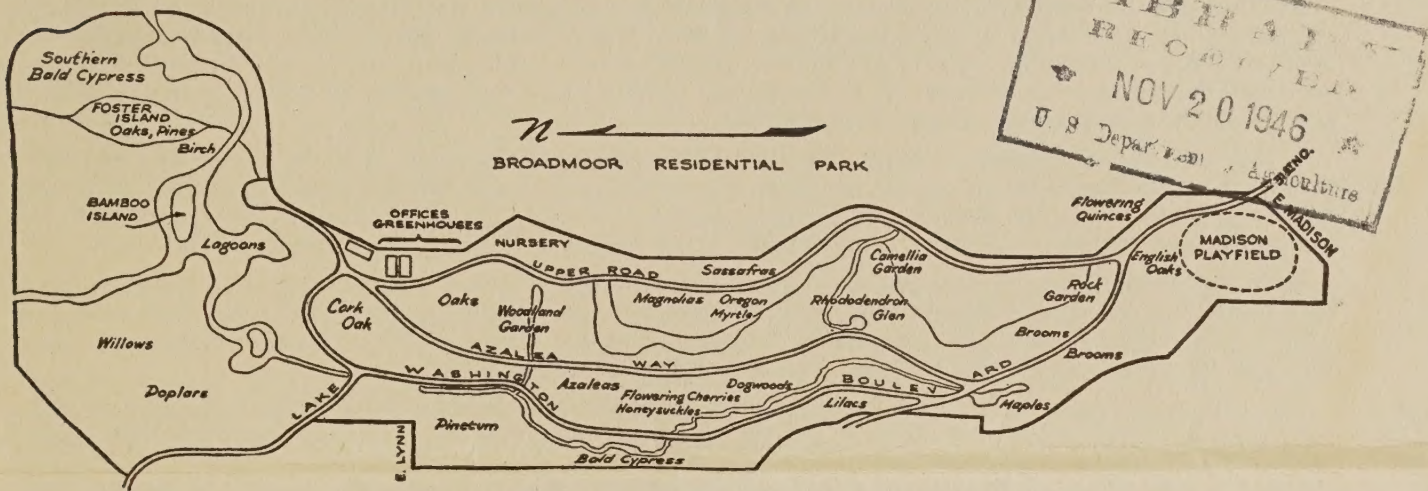 LIBRARY
RECEIVED
NOV 20 1946
U. S. Department of Agriculture
Southern
Bald Cypress
FOSTER
ISLAND
Oaks, Pines
Birch
BAMBOO
ISLAND
Lagoons
N
BROADMOOR RESIDENTIAL PARK
OFFICES
GREENHOUSES
NURSERY
UPPER ROAD
Sassafras
Camellia
Garden
Flowering
Quinces
E. MADISON
MADISON
PLAYFIELD
English
Oaks
Rock
Garden
Cork
Oak
Oaks
Woodland
Garden
Magnolias
Oregon
Myrtle
Rhododendron
Glen
Brooms
Brooms
Willows
Poplars
AZALEA WAY
Azaleas
Flowering Cherries
Honeysuckles
Dogwoods
Lilacs
Maples
LAKE WASHINGTON BOULEVARD
Pinetum
E. LYNN
Bald Cypress